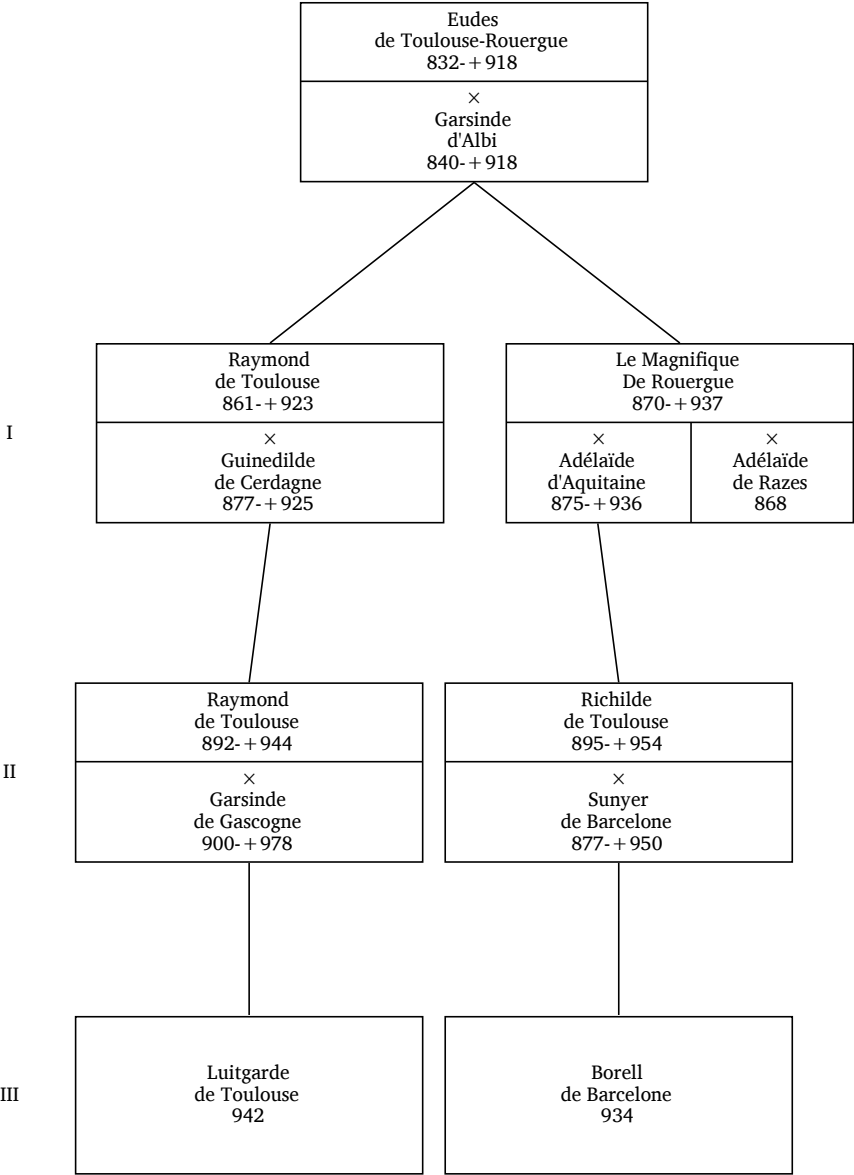 Eudes
de Toulouse-Rouergue
832-+918
×
Garsinde
d'Albi
840-+918
I
Raymond
de Toulouse
861-+923
×
Guinedilde
de Cerdagne
877-+925
Le Magnifique
De Rouergue
870-+937
×
Adélaïde
d'Aquitaine
875-+936
×
Adélaïde
de Razes
868
II
Raymond
de Toulouse
892-+944
×
Garsinde
de Gascogne
900-+978
Richilde
de Toulouse
895-+954
×
Sunyer
de Barcelone
877-+950
III
Luitgarde
de Toulouse
942
Borell
de Barcelone
934